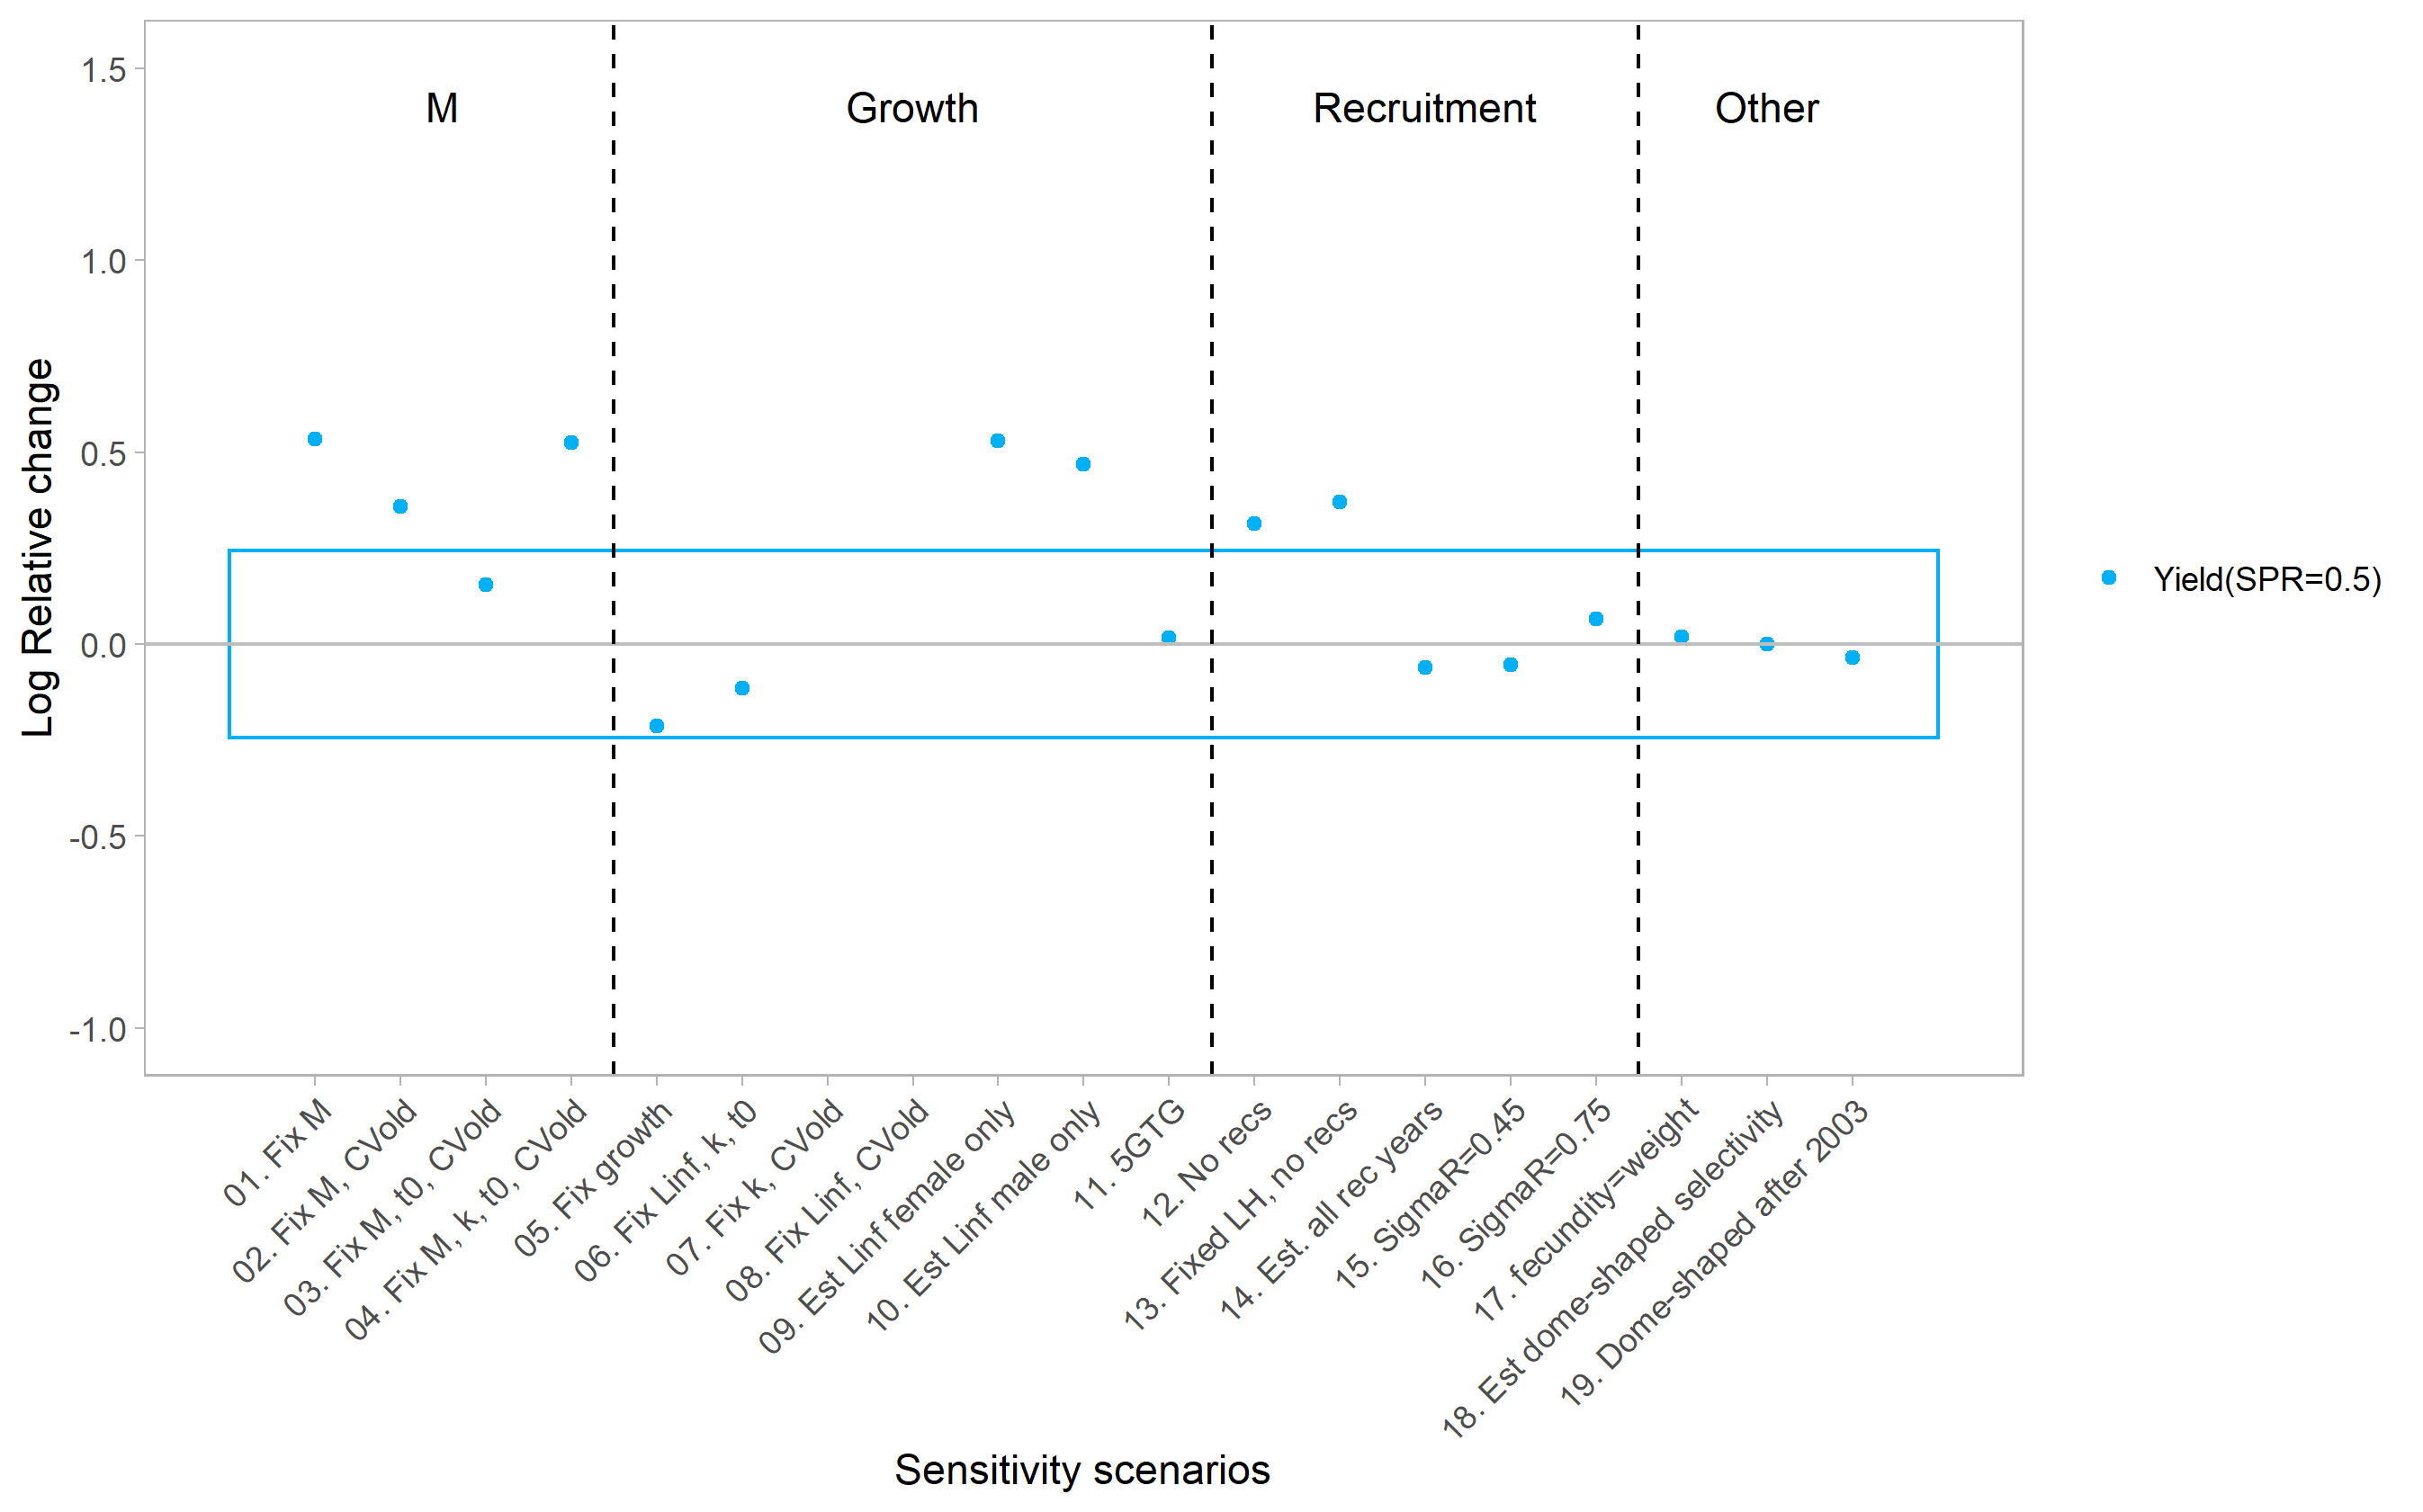 M
Growth
Recruitment
Other
1.5
1.0
0.5
0.0
-0.5
-1.0
Log Relative change
Yield(SPR=0.5)
01. Fix M
02. Fix M, CVold
03. Fix M, t0, CVold
04. Fix M, k, t0, CVold
05. Fix growth
06. Fix Linf, k, t0
07. Fix k, CVold
08. Fix Linf, CVold
09. Est Linf female only
10. Est Linf male only
11. 5GTG
12. No recs
13. Fixed LH, no recs
14. Est. all rec years
15. SigmaR=0.45
16. SigmaR=0.75
17. fecundity=weight
18. Est dome-shaped selectivity
19. Dome-shaped after 2003
Sensitivity scenarios